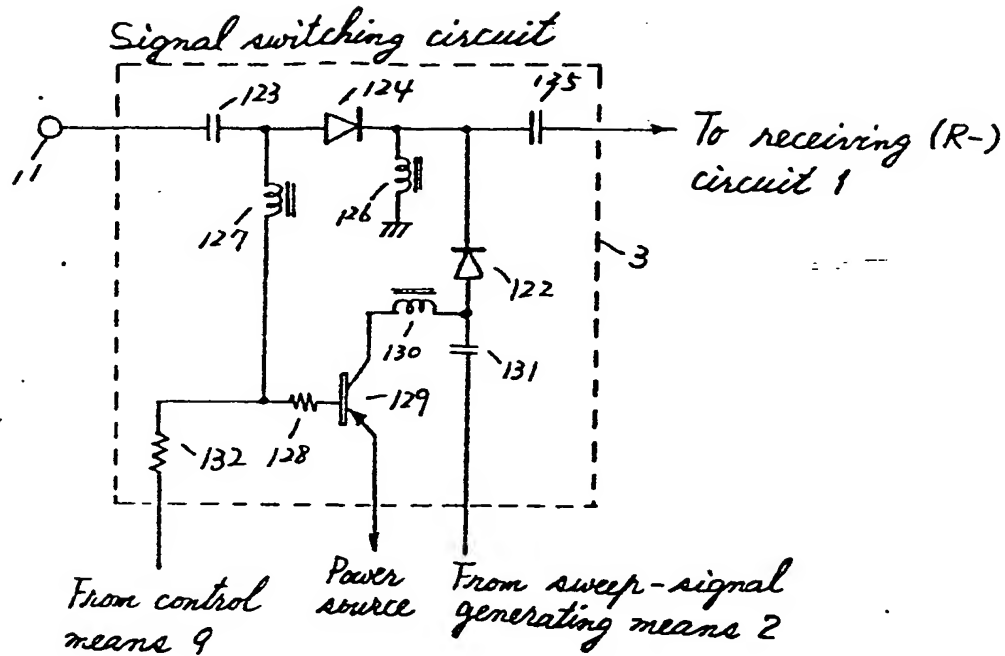 Signal switching circuit
123
124
135
11
To receiving (R-)
circuit 1
127
126
3
122
130
131
129
132
128
From control
means 9
Power
source
From sweep-signal
generating means 2